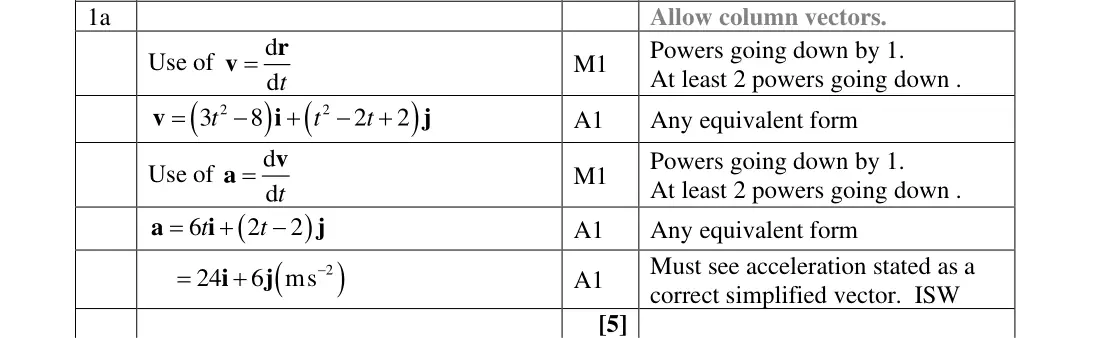 1a Allow column vectors.
Use of v = dr/dt M1 Powers going down by 1.
At least 2 powers going down .
v = (3t² − 8)i + (t² − 2t + 2)j A1 Any equivalent form
Use of a = dv/dt M1 Powers going down by 1.
At least 2 powers going down .
a = 6ti + (2t − 2)j A1 Any equivalent form
= 24i + 6j(ms⁻²) A1 Must see acceleration stated as a
correct simplified vector. ISW
[5]